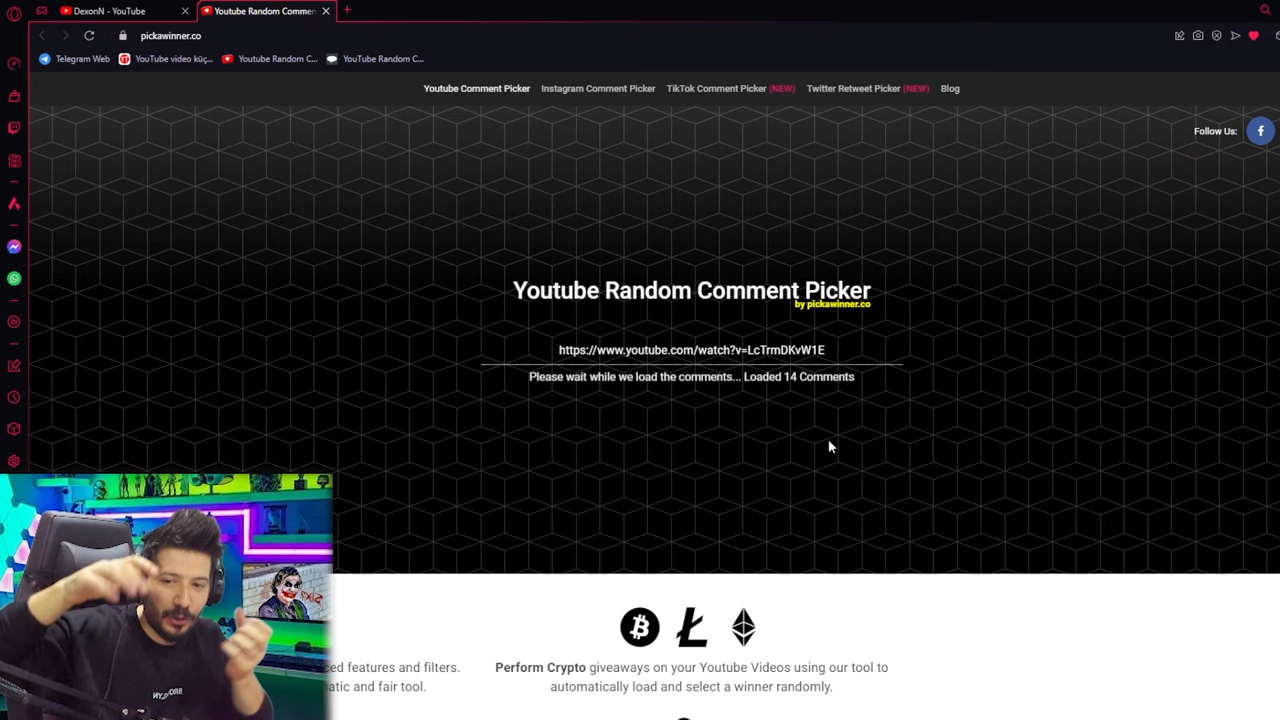 DexonN - YouTube
Youtube Random Commen
pickawinner.co
Telegram Web
YouTube video küç...
Youtube Random C...
YouTube Random C...
Youtube Comment Picker
Instagram Comment Picker
TikTok Comment Picker (NEW)
Twitter Retweet Picker (NEW)
Blog
Follow Us:
Youtube Random Comment Picker
by pickawinner.co
https://www.youtube.com/watch?v=LcTrmDKvW1E
Please wait while we load the comments... Loaded 14 Comments
ced features and filters.
atic and fair tool.
Perform Crypto giveaways on your Youtube Videos using our tool to
automatically load and select a winner randomly.